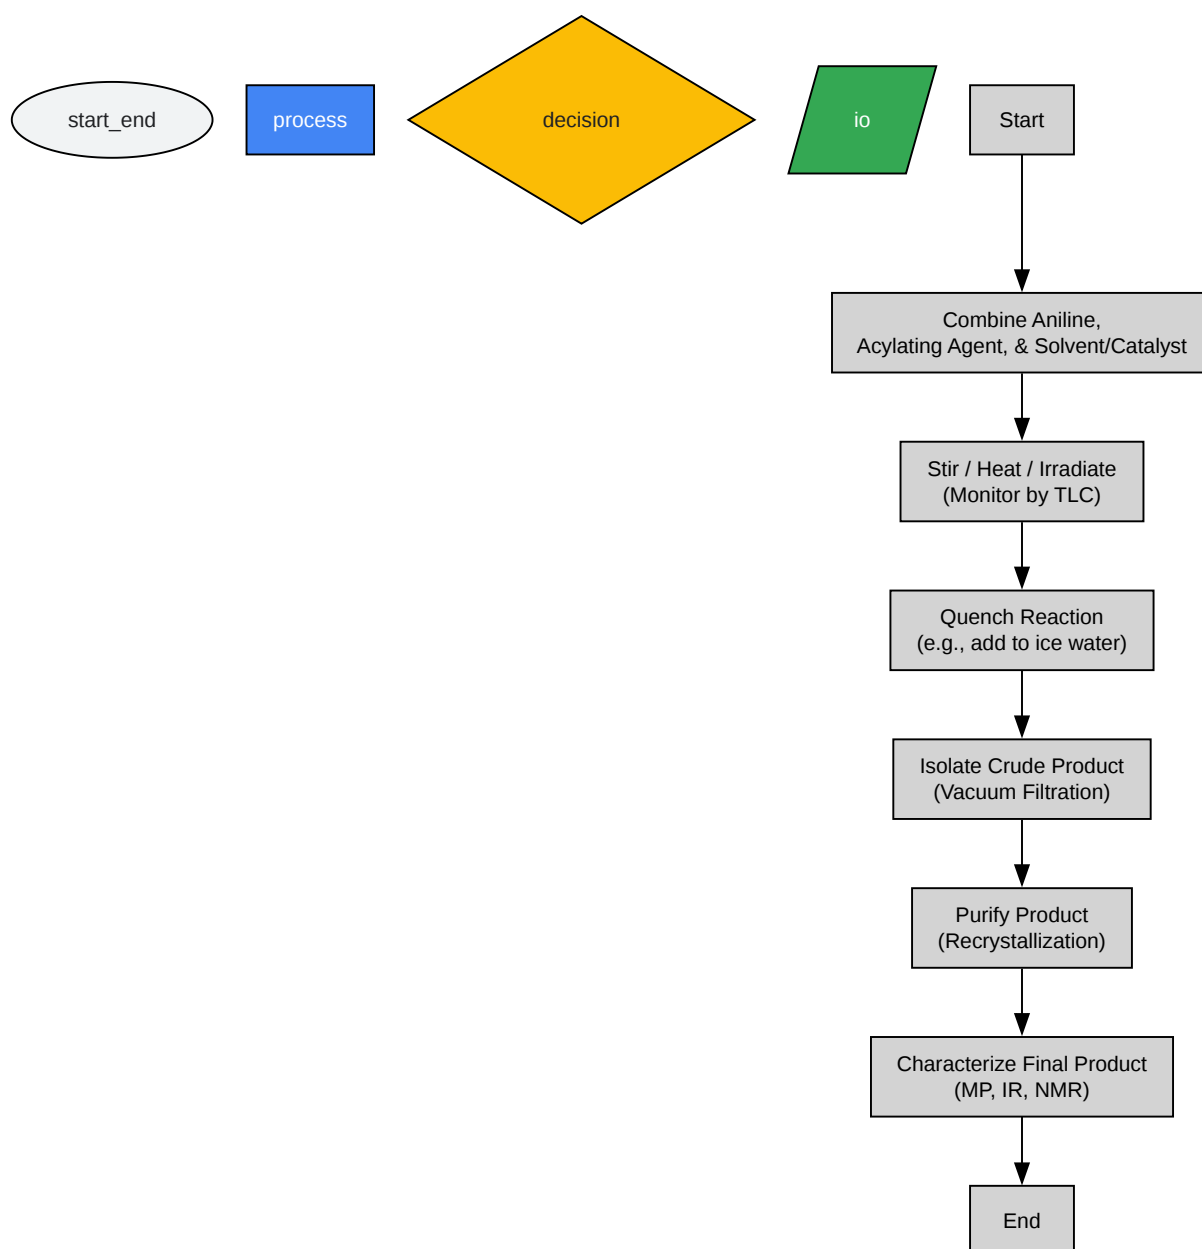 start_end
process
decision
io
Start
Combine Aniline,
Acylating Agent, & Solvent/Catalyst
Stir / Heat / Irradiate
(Monitor by TLC)
Quench Reaction
(e.g., add to ice water)
Isolate Crude Product
(Vacuum Filtration)
Purify Product
(Recrystallization)
Characterize Final Product
(MP, IR, NMR)
End